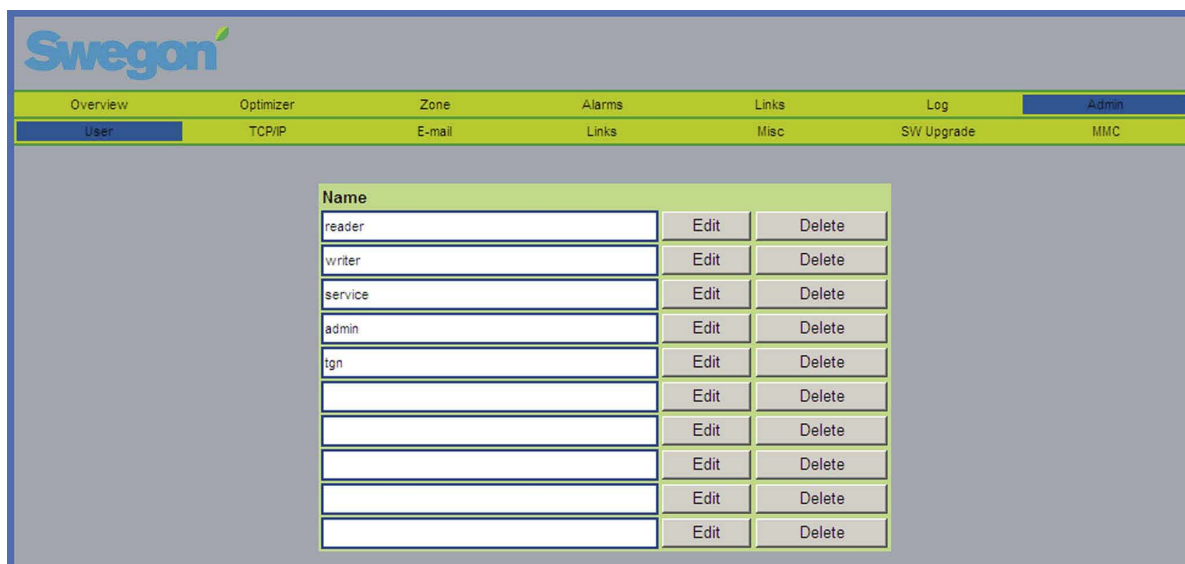 Swegon
Overview Optimizer Zone Alarms Links Log Admin
User TCP/IP E-mail Links Misc SW Upgrade MMC
Name
reader Edit Delete
writer Edit Delete
service Edit Delete
admin Edit Delete
tgn Edit Delete
Edit Delete
Edit Delete
Edit Delete
Edit Delete
Edit Delete